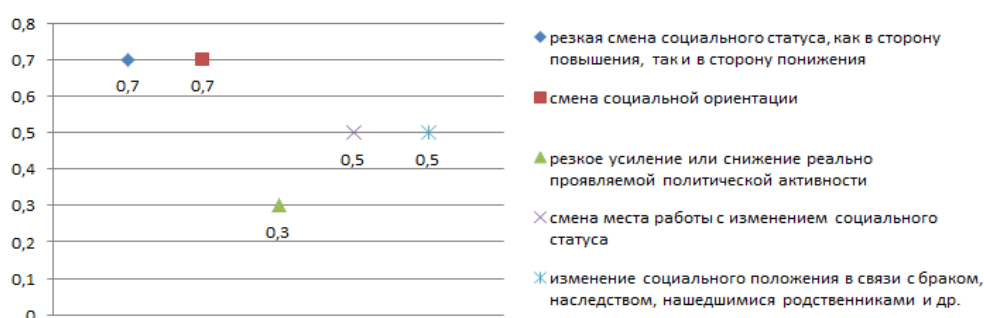 0,8
0,7
0,6
0,5
0,4
0,3
0,2
0,1
0
0,7
0,7
0,3
0,5
0,5
резкая смена социального статуса, как в сторону
повышения, так и в сторону понижения
смена социальной ориентации
резкое усиление или снижение реально
проявляемой политической активности
смена места работы с изменением социального
статуса
изменение социального положения в связи с браком,
наследством, нашедшимися родственниками и др.